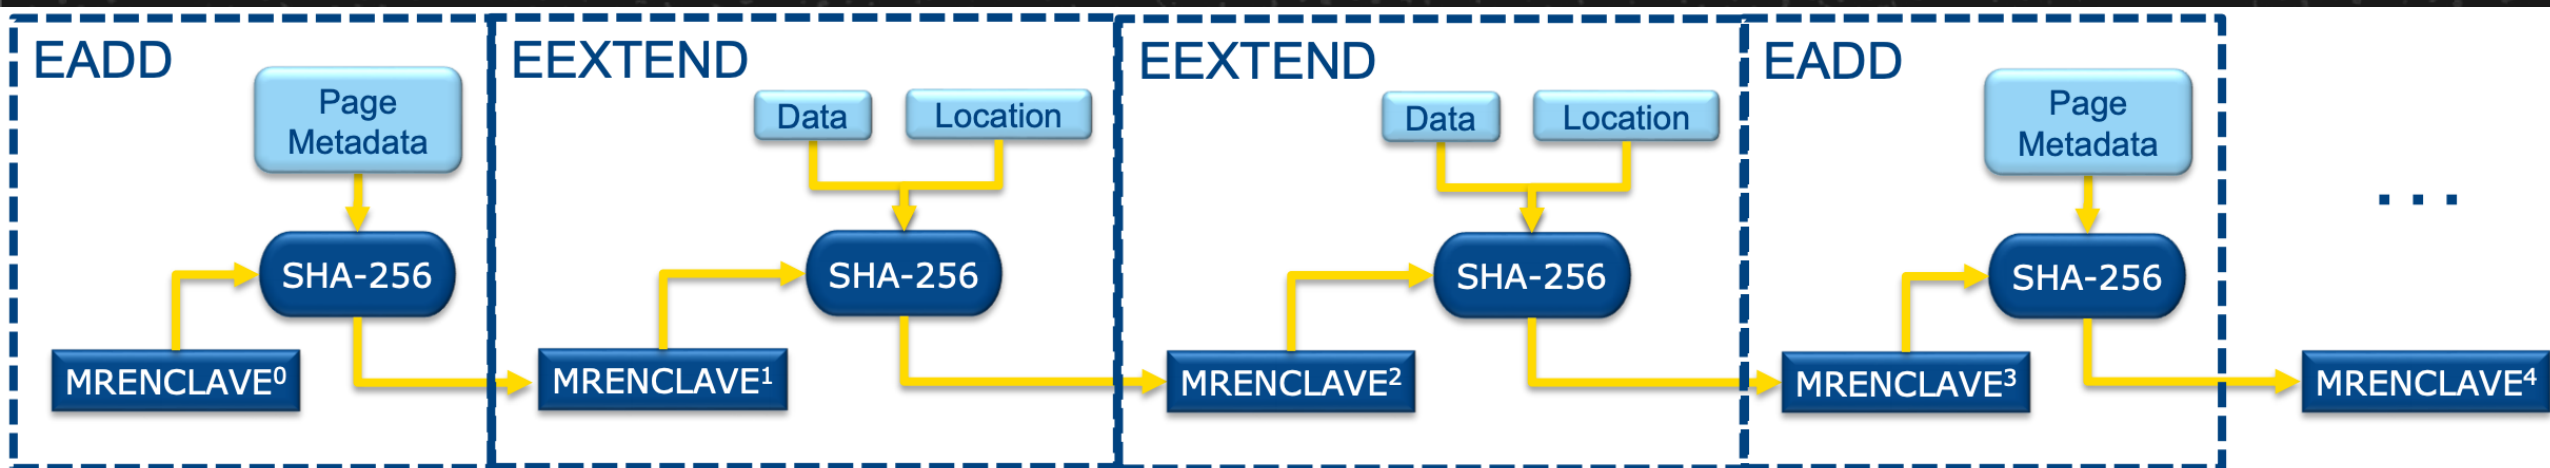 EADD
Page
Metadata
SHA-256
MRENCLAVE⁰
EEXTEND
Data
Location
SHA-256
MRENCLAVE¹
EEXTEND
Data
Location
SHA-256
MRENCLAVE²
EADD
Page
Metadata
SHA-256
MRENCLAVE³
...
MRENCLAVE⁴